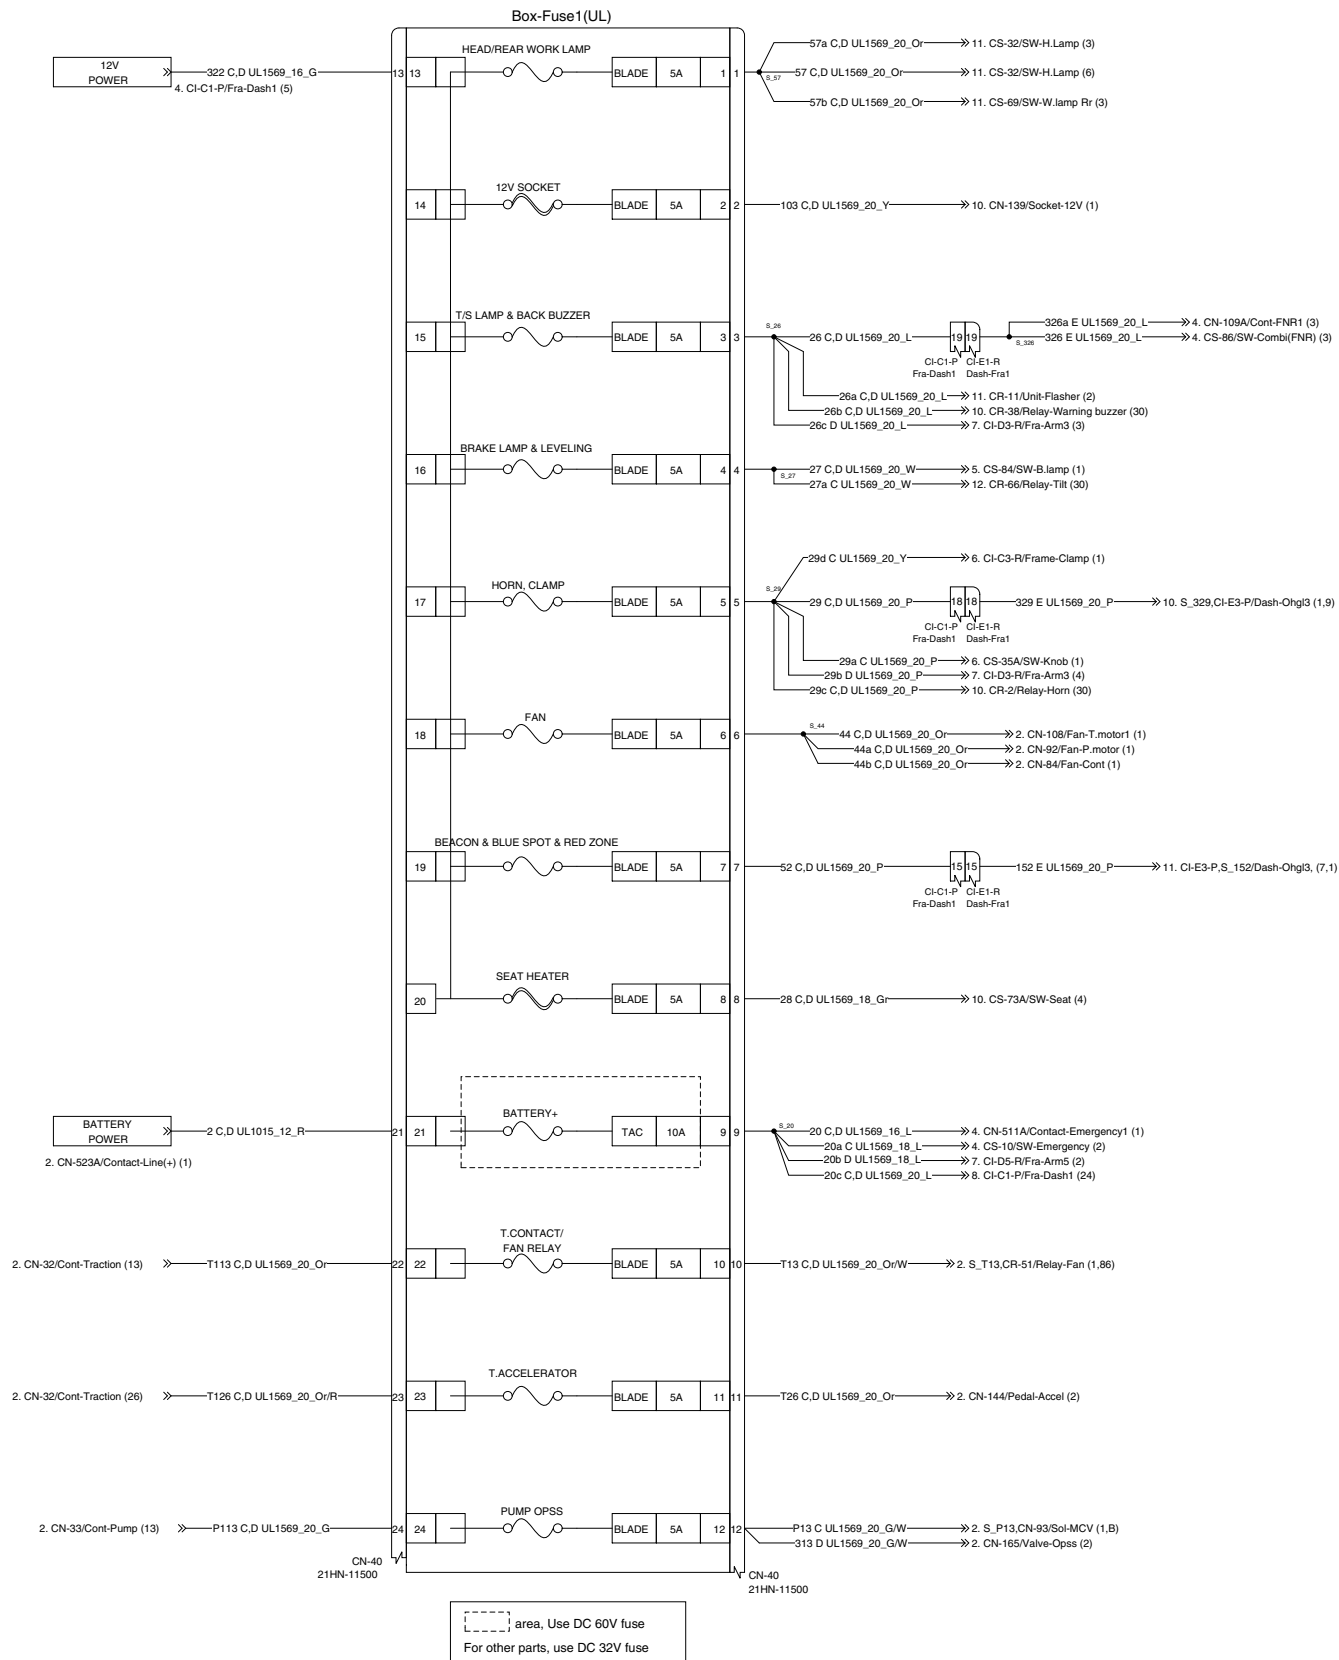 Box-Fuse1(UL)
12V
POWER
322 C,D UL1569_16_G
4. CI-C1-P/Fra-Dash1 (5)
13 13
HEAD/REAR WORK LAMP
BLADE 5A 1 1
S_57
57a C,D UL1569_20_Or 11. CS-32/SW-H.Lamp (3)
57 C,D UL1569_20_Or 11. CS-32/SW-H.Lamp (6)
57b C,D UL1569_20_Or 11. CS-69/SW-W.lamp Rr (3)
14
12V SOCKET
BLADE 5A 2 2
103 C,D UL1569_20_Y 10. CN-139/Socket-12V (1)
15
T/S LAMP & BACK BUZZER
BLADE 5A 3 3
S_26
26 C,D UL1569_20_L 19 19
CI-C1-P CI-E1-R
Fra-Dash1 Dash-Fra1
S_326
326a E UL1569_20_L 4. CN-109A/Cont-FNR1 (3)
326 E UL1569_20_L 4. CS-86/SW-Combi(FNR) (3)
26a C,D UL1569_20_L 11. CR-11/Unit-Flasher (2)
26b C,D UL1569_20_L 10. CR-38/Relay-Warning buzzer (30)
26c D UL1569_20_L 7. CI-D3-R/Fra-Arm3 (3)
16
BRAKE LAMP & LEVELING
BLADE 5A 4 4
S_27
27 C,D UL1569_20_W 5. CS-84/SW-B.lamp (1)
27a C UL1569_20_W 12. CR-66/Relay-Tilt (30)
17
HORN, CLAMP
BLADE 5A 5 5
S_29
29d C UL1569_20_Y 6. CI-C3-R/Frame-Clamp (1)
29 C,D UL1569_20_P 18 18
CI-C1-P CI-E1-R
Fra-Dash1 Dash-Fra1
329 E UL1569_20_P 10. S_329,CI-E3-P/Dash-Ohgl3 (1,9)
29a C UL1569_20_P 6. CS-35A/SW-Knob (1)
29b D UL1569_20_P 7. CI-D3-R/Fra-Arm3 (4)
29c C,D UL1569_20_P 10. CR-2/Relay-Horn (30)
18
FAN
BLADE 5A 6 6
S_44
44 C,D UL1569_20_Or 2. CN-108/Fan-T.motor1 (1)
44a C,D UL1569_20_Or 2. CN-92/Fan-P.motor (1)
44b C,D UL1569_20_Or 2. CN-84/Fan-Cont (1)
19
BEACON & BLUE SPOT & RED ZONE
BLADE 5A 7 7
52 C,D UL1569_20_P 15 15
CI-C1-P CI-E1-R
Fra-Dash1 Dash-Fra1
152 E UL1569_20_P 11. CI-E3-P,S_152/Dash-Ohgl3, (7,1)
20
SEAT HEATER
BLADE 5A 8 8
28 C,D UL1569_18_Gr 10. CS-73A/SW-Seat (4)
BATTERY
POWER
2 C,D UL1015_12_R
2. CN-523A/Contact-Line(+) (1)
21 21
BATTERY+
TAC 10A 9 9
S_20
20 C,D UL1569_16_L 4. CN-511A/Contact-Emergency1 (1)
20a C UL1569_18_L 4. CS-10/SW-Emergency (2)
20b D UL1569_18_L 7. CI-D5-R/Fra-Arm5 (2)
20c C,D UL1569_20_L 8. CI-C1-P/Fra-Dash1 (24)
2. CN-32/Cont-Traction (13) T113 C,D UL1569_20_Or 22 22
T.CONTACT/
FAN RELAY
BLADE 5A 10 10
T13 C,D UL1569_20_Or/W 2. S_T13,CR-51/Relay-Fan (1,86)
2. CN-32/Cont-Traction (26) T126 C,D UL1569_20_Or/R 23 23
T.ACCELERATOR
BLADE 5A 11 11
T26 C,D UL1569_20_Or 2. CN-144/Pedal-Accel (2)
2. CN-33/Cont-Pump (13) P113 C,D UL1569_20_G 24 24
PUMP OPSS
BLADE 5A 12 12
P13 C UL1569_20_G/W 2. S_P13,CN-93/Sol-MCV (1,B)
313 D UL1569_20_G/W 2. CN-165/Valve-Opss (2)
CN-40
21HN-11500
CN-40
21HN-11500
area, Use DC 60V fuse
For other parts, use DC 32V fuse